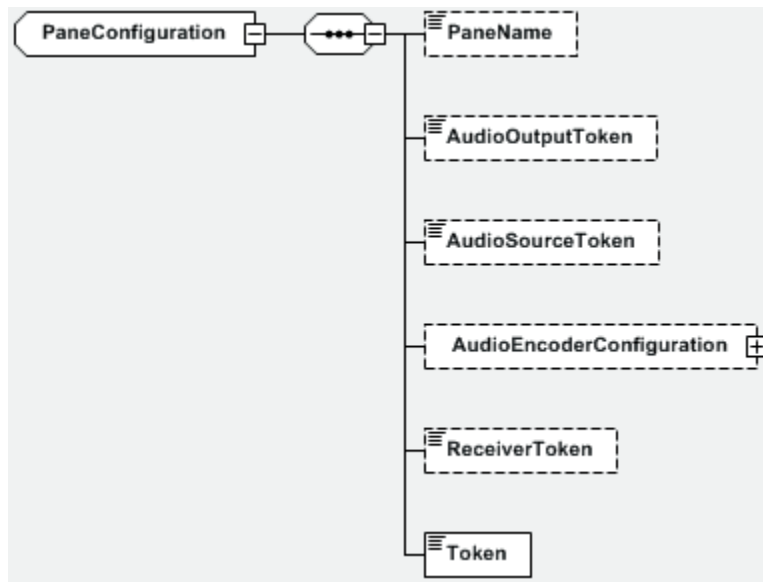 PaneConfiguration
PaneName
AudioOutputToken
AudioSourceToken
AudioEncoderConfiguration
ReceiverToken
Token